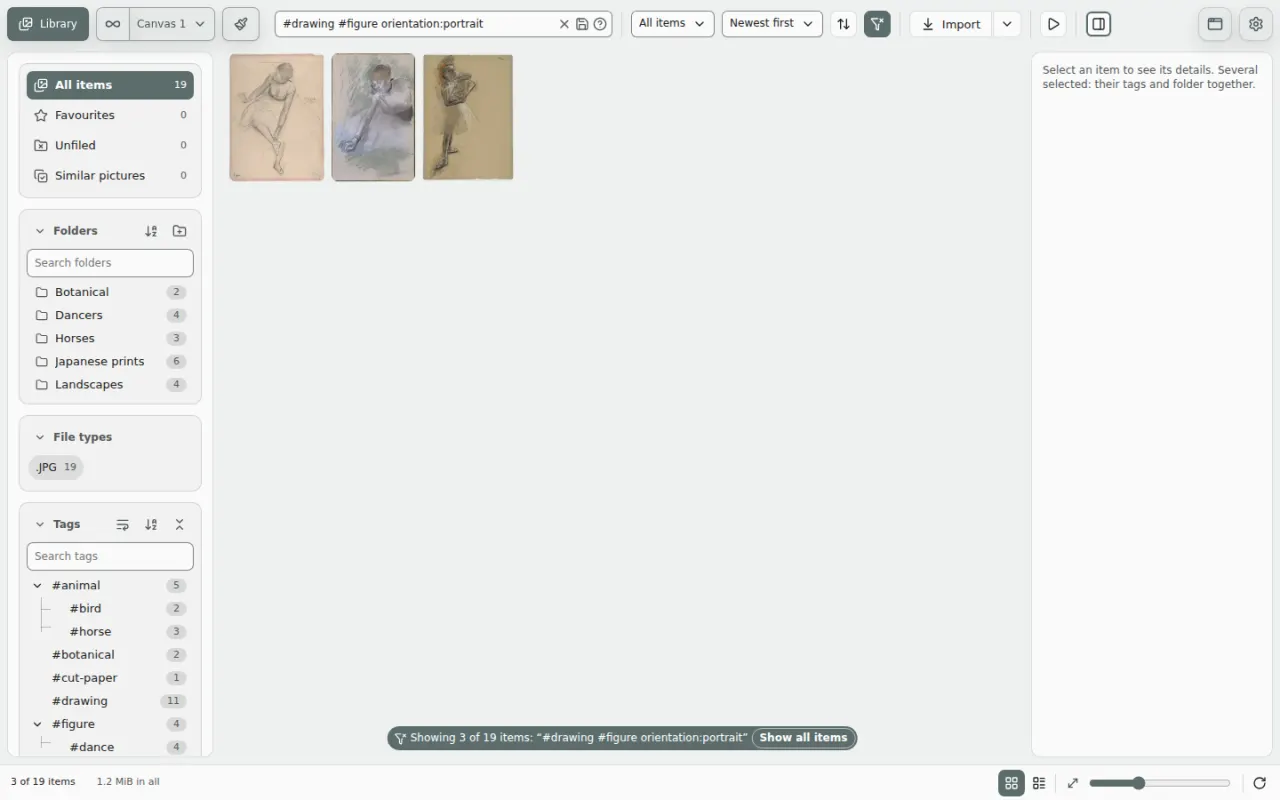 Library
Canvas 1
#drawing #figure orientation:portrait
All items
Newest first
Import
All items 19
Favourites 0
Unfiled 0
Similar pictures 0
Folders
Search folders
Botanical 2
Dancers 4
Horses 3
Japanese prints 6
Landscapes 4
File types
.JPG 19
Tags
Search tags
#animal 5
#bird 2
#horse 3
#botanical 2
#cut-paper 1
#drawing 11
#figure 4
#dance 4
Select an item to see its details. Several
selected: their tags and folder together.
Showing 3 of 19 items: “#drawing #figure orientation:portrait” Show all items
3 of 19 items 1.2 MiB in all